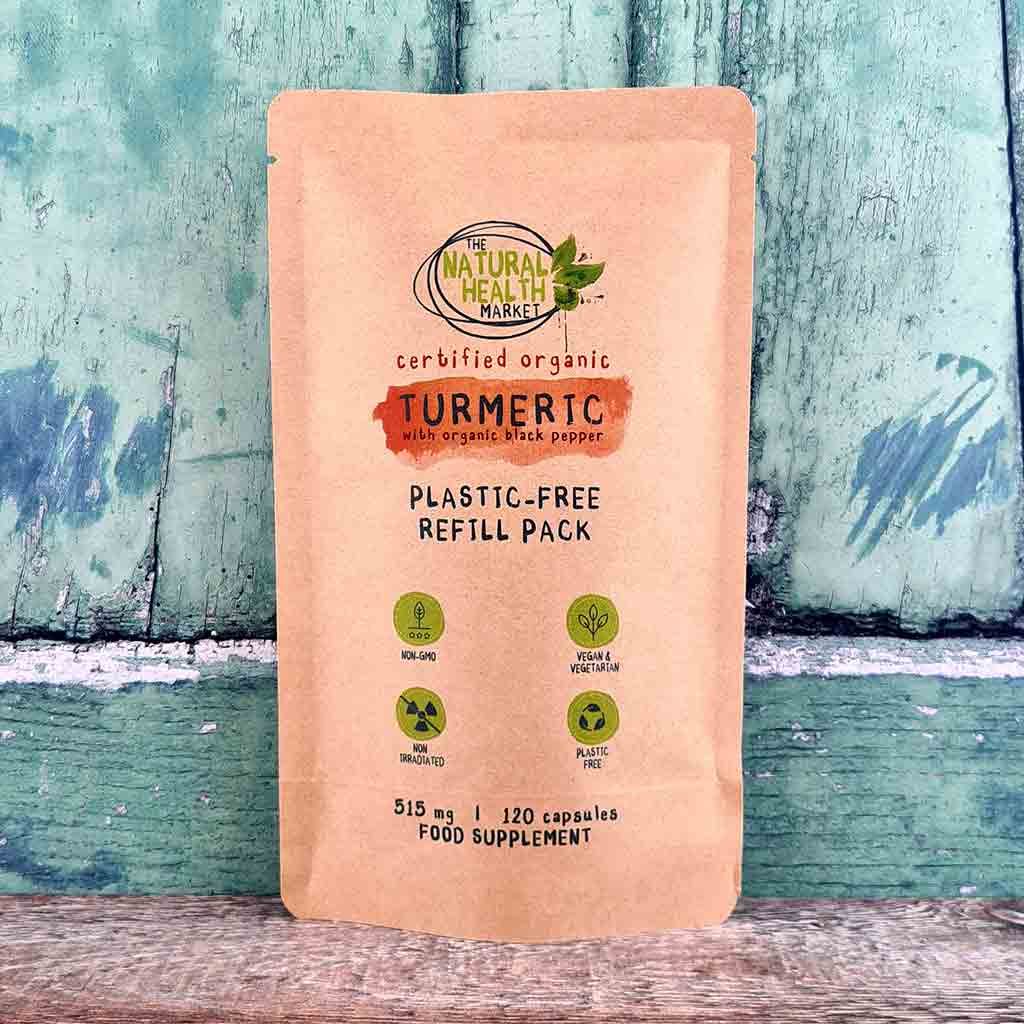 THE
NATURAL
HEALTH
MARKET
certified organic
TURMERIC
with organic black pepper
PLASTIC-FREE
REFILL PACK
NON-GMO
VEGAN &
VEGETARIAN
NON
IRRADIATED
PLASTIC
FREE
515 mg | 120 capsules
FOOD SUPPLEMENT